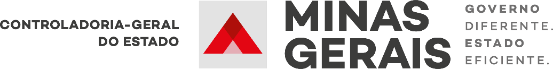 CONTROLADORIA-GERAL
DO ESTADO
MINAS
GERAIS
GOVERNO
DIFERENTE.
ESTADO
EFICIENTE.